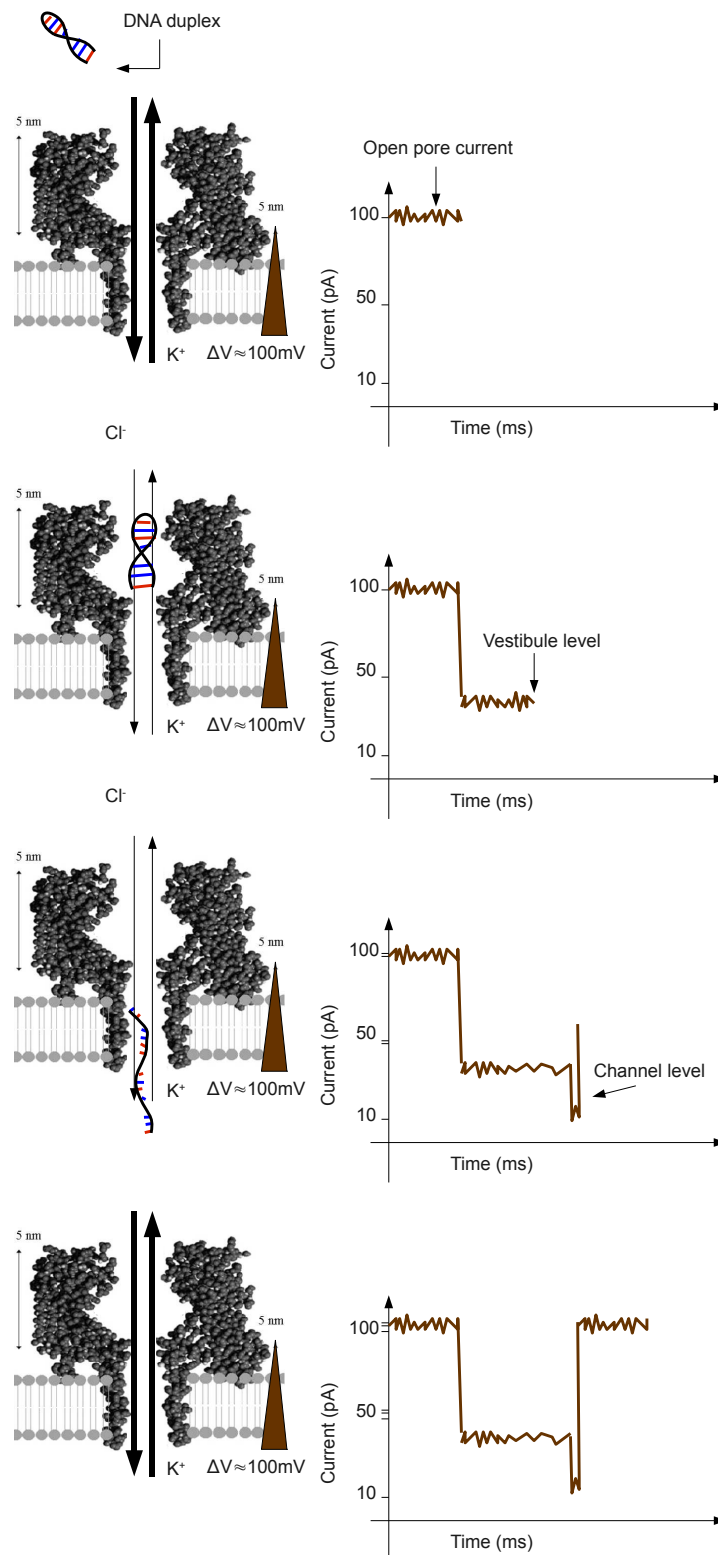 DNA duplex
5 nm
5 nm
K⁺
ΔV≈100mV
Open pore current
100
50
10
Current (pA)
Time (ms)
Cl⁻
5 nm
5 nm
K⁺
ΔV≈100mV
100
50
10
Current (pA)
Vestibule level
Time (ms)
Cl⁻
5 nm
5 nm
K⁺
ΔV≈100mV
100
50
10
Current (pA)
Channel level
Time (ms)
5 nm
5 nm
K⁺
ΔV≈100mV
100
50
10
Current (pA)
Time (ms)